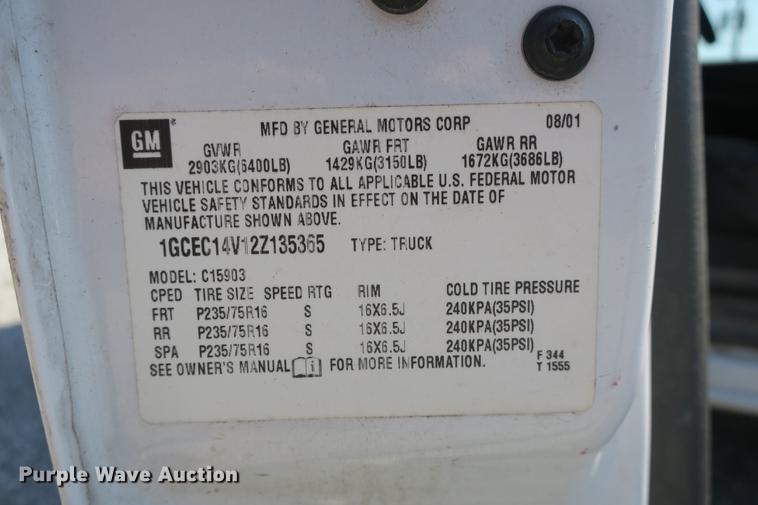 GM
MFD BY GENERAL MOTORS CORP 08/01
GVWR GAWR FRT GAWR RR
2903KG(6400LB) 1429KG(3150LB) 1672KG(3686LB)
THIS VEHICLE CONFORMS TO ALL APPLICABLE U.S. FEDERAL MOTOR
VEHICLE SAFETY STANDARDS IN EFFECT ON THE DATE OF
MANUFACTURE SHOWN ABOVE.
1GCEC14V12Z135365 TYPE: TRUCK
MODEL: C15903
CPED TIRE SIZE SPEED RTG RIM COLD TIRE PRESSURE
FRT P235/75R16 S 16X6.5J 240KPA(35PSI)
RR P235/75R16 S 16X6.5J 240KPA(35PSI)
SPA P235/75R16 S 16X6.5J 240KPA(35PSI)
SEE OWNER'S MANUAL FOR MORE INFORMATION.
F 344
T 1555
Purple Wave Auction